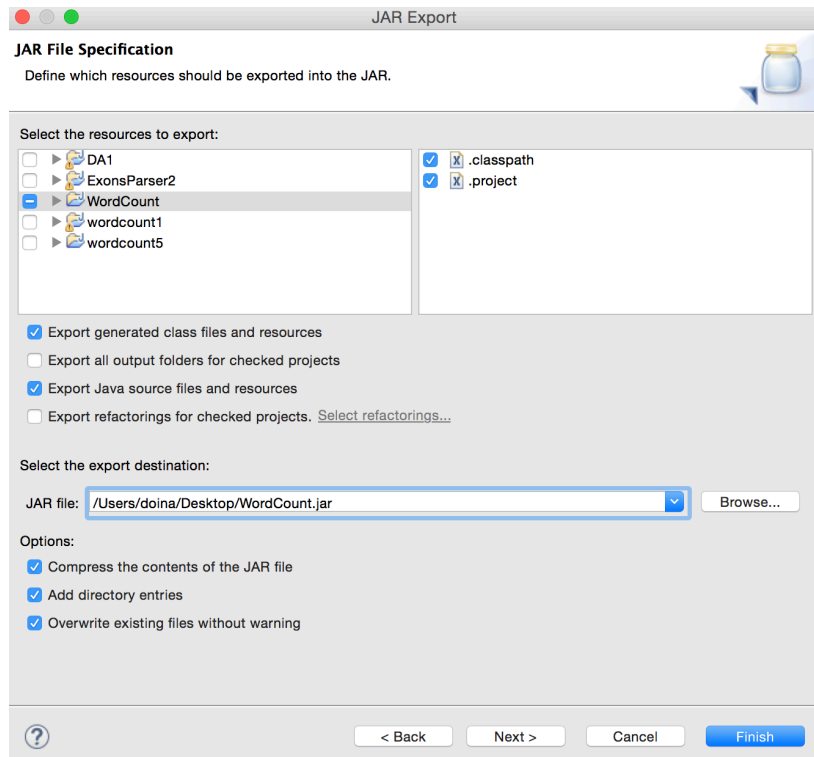 JAR Export
JAR File Specification
Define which resources should be exported into the JAR.
Select the resources to export:
DA1
ExonsParser2
WordCount
wordcount1
wordcount5
.classpath
.project
Export generated class files and resources
Export all output folders for checked projects
Export Java source files and resources
Export refactorings for checked projects. Select refactorings...
Select the export destination:
JAR file: /Users/doina/Desktop/WordCount.jar Browse...
Options:
Compress the contents of the JAR file
Add directory entries
Overwrite existing files without warning
? < Back Next > Cancel Finish